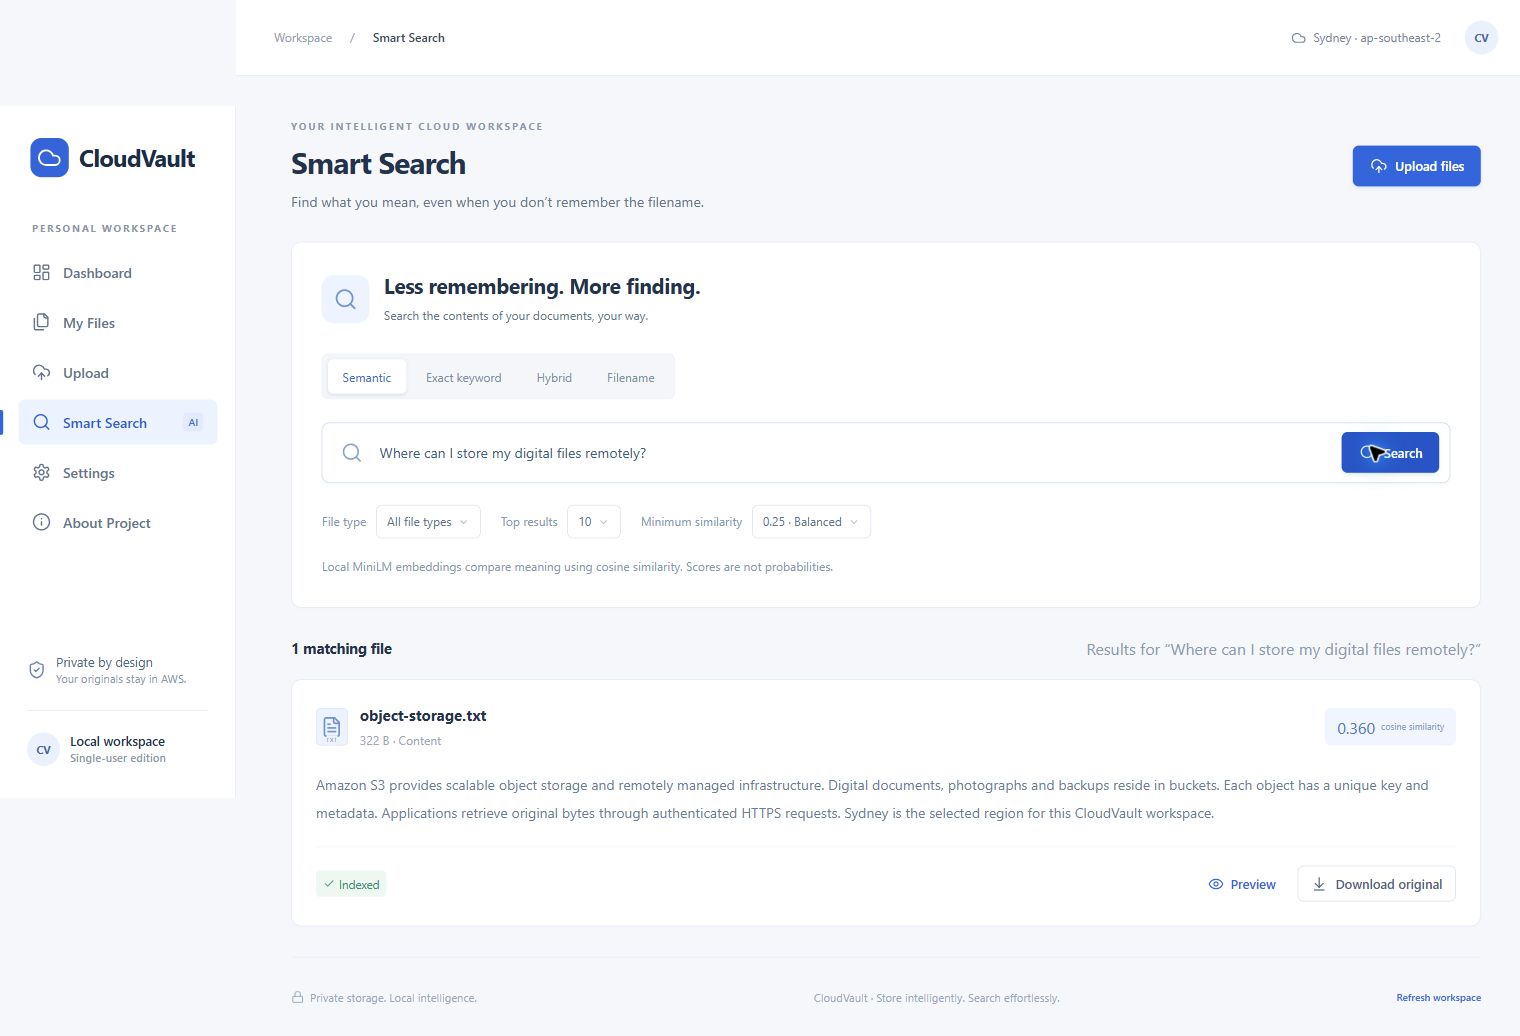 Workspace / Smart Search
Sydney · ap-southeast-2
CV
CloudVault
PERSONAL WORKSPACE
Dashboard
My Files
Upload
Smart Search AI
Settings
About Project
Private by design
Your originals stay in AWS.
CV
Local workspace
Single-user edition
YOUR INTELLIGENT CLOUD WORKSPACE
Smart Search
Find what you mean, even when you don’t remember the filename.
Upload files
Less remembering. More finding.
Search the contents of your documents, your way.
Semantic Exact keyword Hybrid Filename
Where can I store my digital files remotely?
Search
File type All file types Top results 10 Minimum similarity 0.25 · Balanced
Local MiniLM embeddings compare meaning using cosine similarity. Scores are not probabilities.
1 matching file
Results for “Where can I store my digital files remotely?”
TXT
object-storage.txt
322 B · Content
0.360 cosine similarity
Amazon S3 provides scalable object storage and remotely managed infrastructure. Digital documents, photographs and backups reside in buckets. Each object has a unique key and
metadata. Applications retrieve original bytes through authenticated HTTPS requests. Sydney is the selected region for this CloudVault workspace.
Indexed
Preview
Download original
Private storage. Local intelligence.
CloudVault · Store intelligently. Search effortlessly.
Refresh workspace